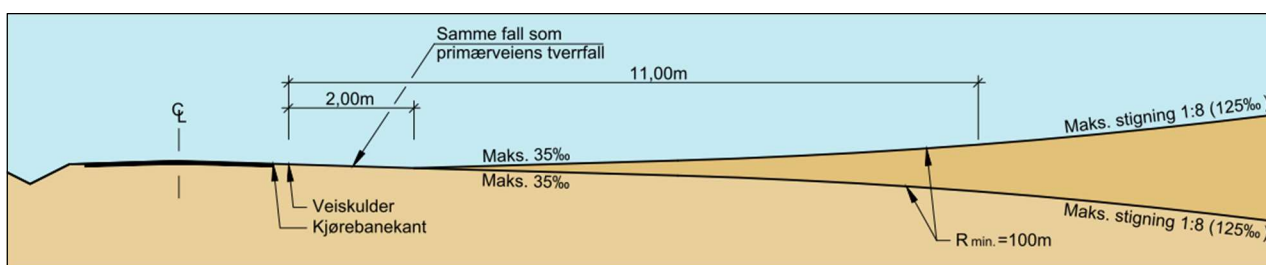 Samme fall som
primærveiens tverrfall
11,00m
2,00m
℄
Maks. stigning 1:8 (125‰)
Maks. 35‰
Maks. 35‰
Veiskulder
Kjørebanekant
Maks. stigning 1:8 (125‰)
R min.=100m